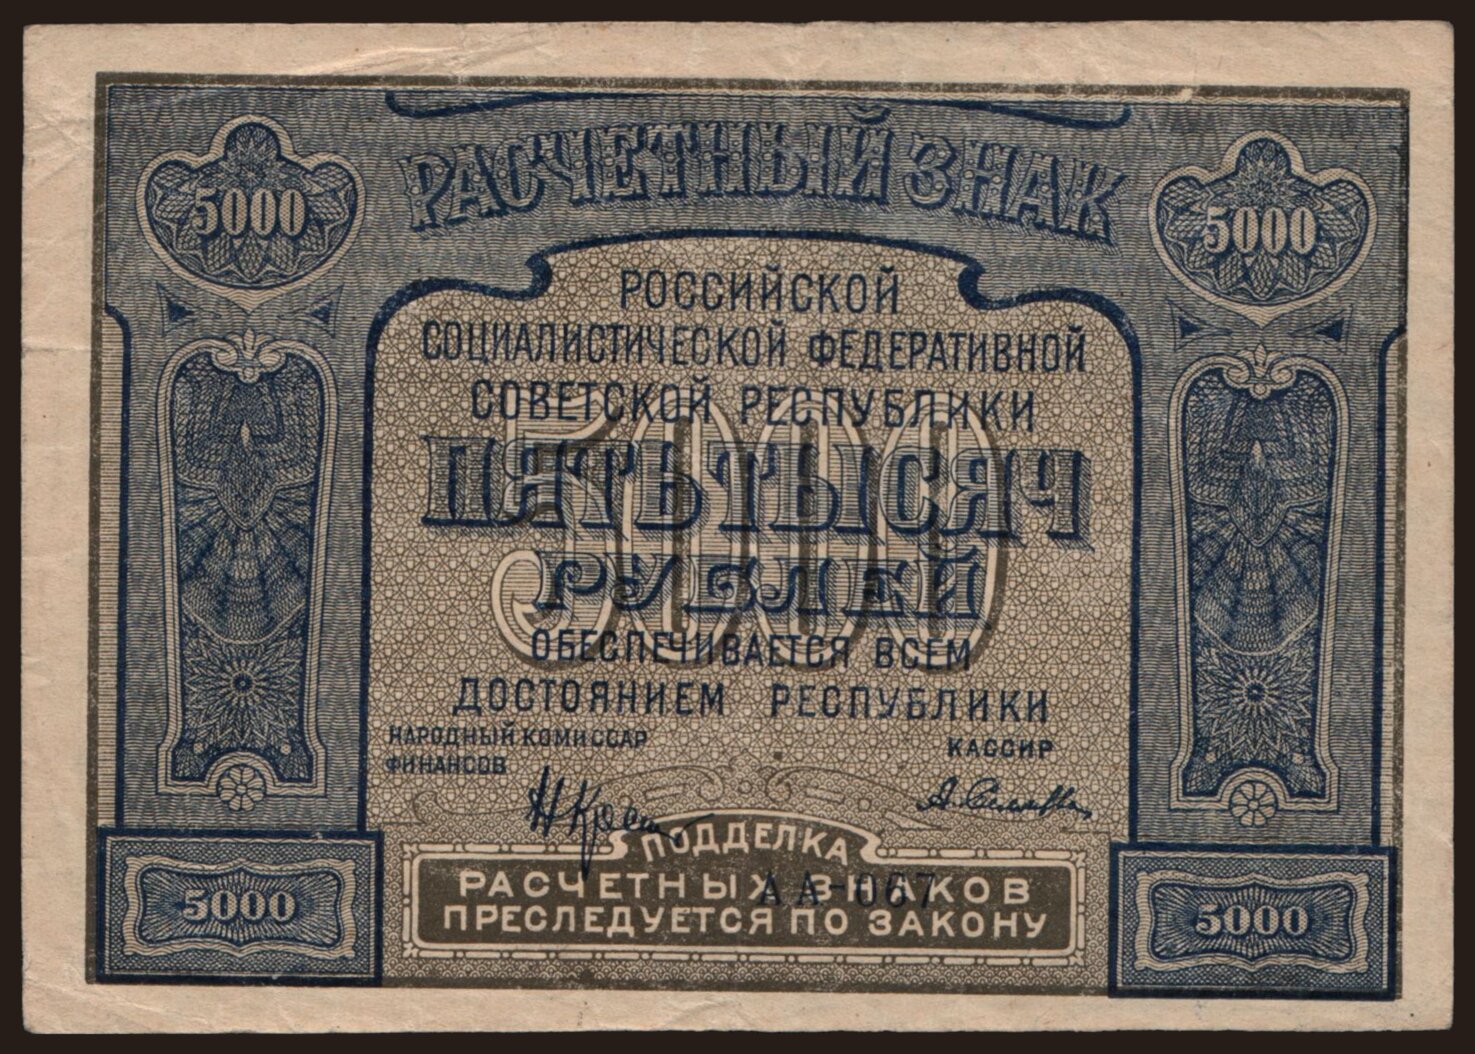 РАСЧЕТНЫЙ ЗНАК
5000
5000
РОССИЙСКОЙ
СОЦИАЛИСТИЧЕСКОЙ ФЕДЕРАТИВНОЙ
СОВЕТСКОЙ РЕСПУБЛИКИ
5000
ПЯТЬ ТЫСЯЧ
РУБЛЕЙ
ОБЕСПЕЧИВАЕТСЯ ВСЕМ
ДОСТОЯНИЕМ РЕСПУБЛИКИ
НАРОДНЫЙ КОМИССАР
ФИНАНСОВ
КАССИР
ПОДДЕЛКА
РАСЧЕТНЫХ ЗНАКОВ
АА-067
ПРЕСЛЕДУЕТСЯ ПО ЗАКОНУ
5000
5000